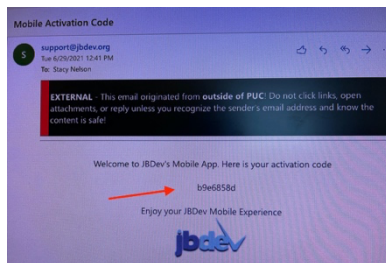 Mobile Activation Code
S
support@jbdev.org
Tue 6/29/2021 12:41 PM
To: Stacy Nelson
EXTERNAL - This email originated from outside of PUC! Do not click links, open
attachments, or reply unless you recognize the sender's email address and know the
content is safe!
Welcome to JBDev's Mobile App. Here is your activation code
b9e6858d
Enjoy your JBDev Mobile Experience
jbdev